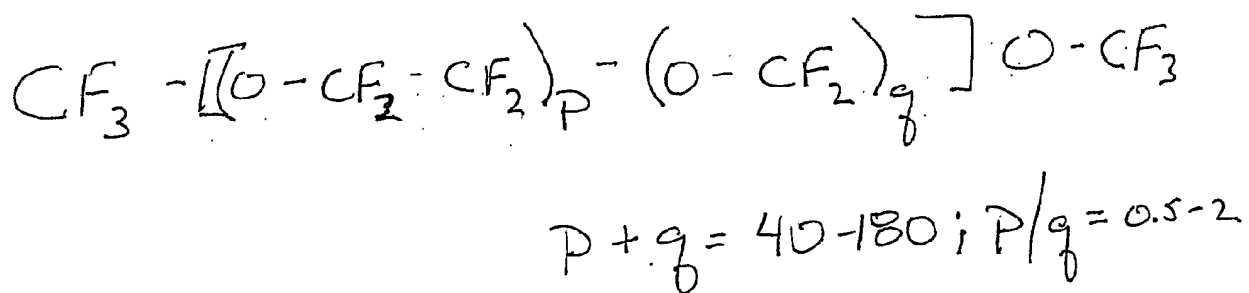 CF₃-[(O-CF₂-CF₂)ₚ-(O-CF₂)q]O-CF₃
P+q=40-180; P/q=0.5-2